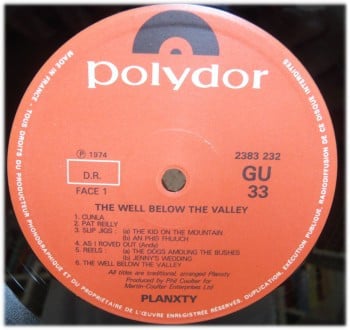 polydor
MADE IN FRANCE. TOUS DROITS DU PRODUCTEUR PHONOGRAPHIQUE ET DU PROPRIETAIRE DE L'OEUVRE ENREGISTREE RESERVES. DUPLICATION, EXECUTION PUBLIQUE, RADIODIFFUSION DE CE DISQUE INTERDITES
Ⓟ 1974
2383 232
D.R.
GU
FACE 1
33
THE WELL BELOW THE VALLEY
1. CUNLA
2. PAT REILLY
3. SLIP JIGS : (a) THE KID ON THE MOUNTAIN
(b) AN PHIS FHLIUCH
4. AS I ROVED OUT (Andy)
5. REELS : (a) THE DOGS AMOUNG THE BUSHES
(b) JENNY'S WEDDING
6. THE WELL BELOW THE VALLEY
All titles are traditional, arranged Planxty
Produced by Phil Coulter for
Martin-Coulter Enterprises Ltd
PLANXTY